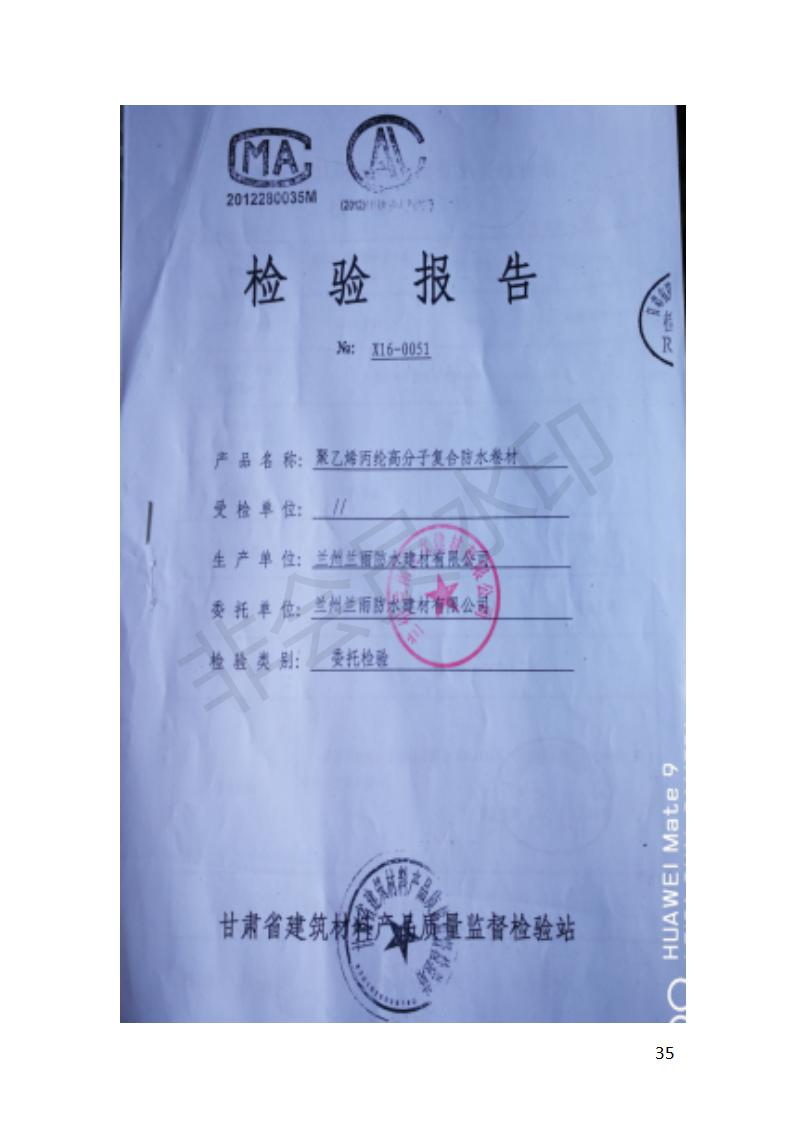 MA
2012280035M
CAL
检验报告
№: X16-0051
产品名称: 聚乙烯丙纶高分子复合防水卷材
受检单位: //
生产单位: 兰州兰雨防水建材有限公司
委托单位: 兰州兰雨防水建材有限公司
检验类别: 委托检验
非会员水印
甘肃省建筑材料产品质量监督检验站
HUAWEI Mate 9
35